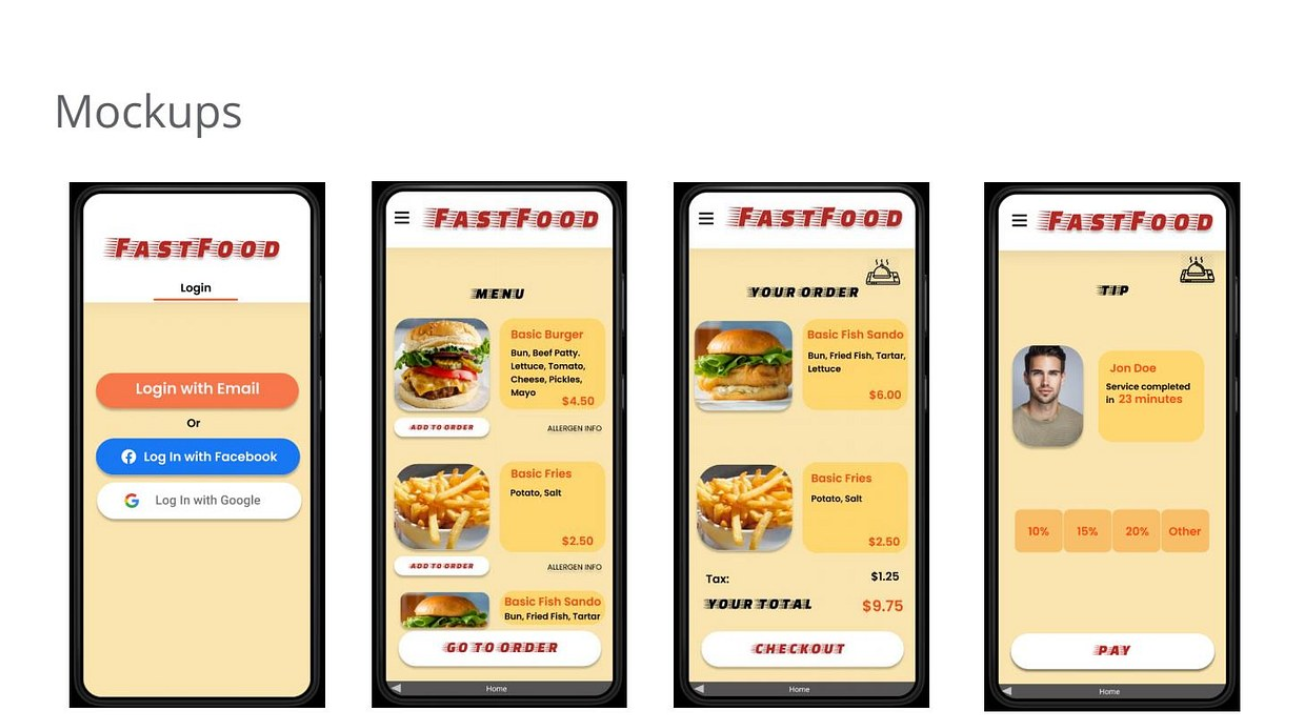 Mockups
FASTFOOD
Login
Login with Email
Or
Log In with Facebook
Log In with Google
FASTFOOD
MENU
Basic Burger
Bun, Beef Patty.
Lettuce, Tomato,
Cheese, Pickles,
Mayo
$4.50
ADD TO ORDER
ALLERGEN INFO
Basic Fries
Potato, Salt
$2.50
ADD TO ORDER
ALLERGEN INFO
Basic Fish Sando
Bun, Fried Fish, Tartar
GO TO ORDER
Home
FASTFOOD
YOUR ORDER
Basic Fish Sando
Bun, Fried Fish, Tartar,
Lettuce
$6.00
Basic Fries
Potato, Salt
$2.50
Tax: $1.25
YOUR TOTAL $9.75
CHECKOUT
Home
FASTFOOD
TIP
Jon Doe
Service completed
in 23 minutes
10% 15% 20% Other
PAY
Home